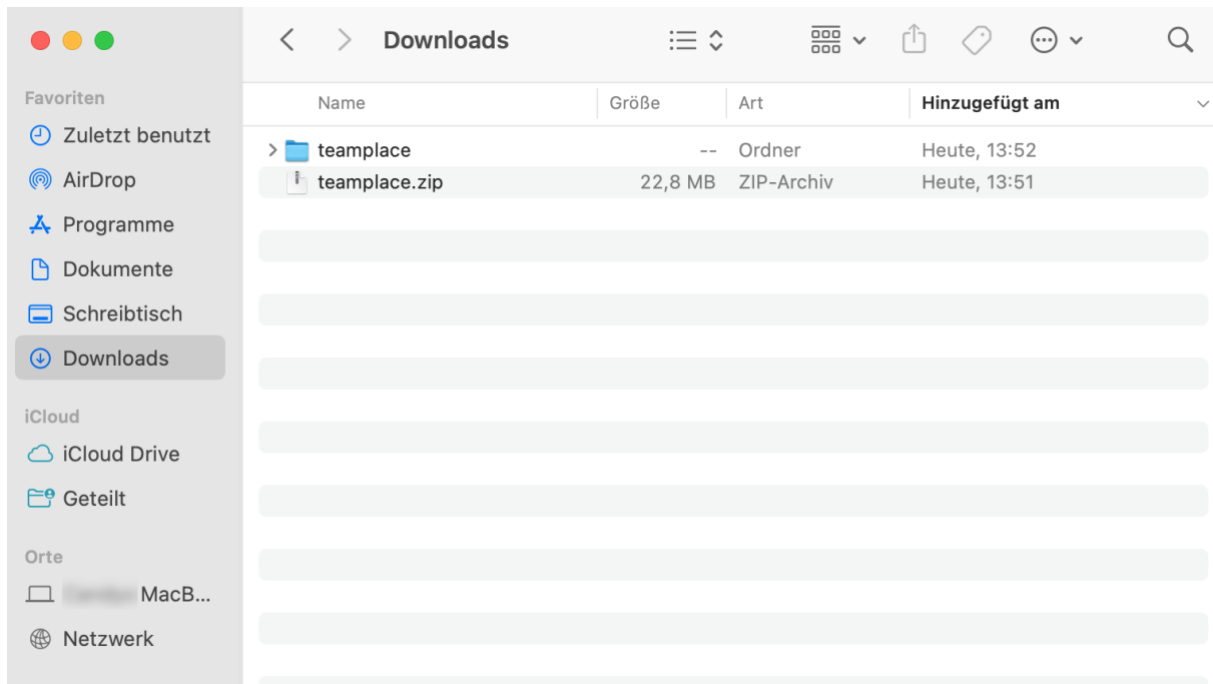 Downloads
Favoriten
Zuletzt benutzt
AirDrop
Programme
Dokumente
Schreibtisch
Downloads
iCloud
iCloud Drive
Geteilt
Orte
MacB...
Netzwerk
Name Größe Art Hinzugefügt am
teamplace -- Ordner Heute, 13:52
teamplace.zip 22,8 MB ZIP-Archiv Heute, 13:51